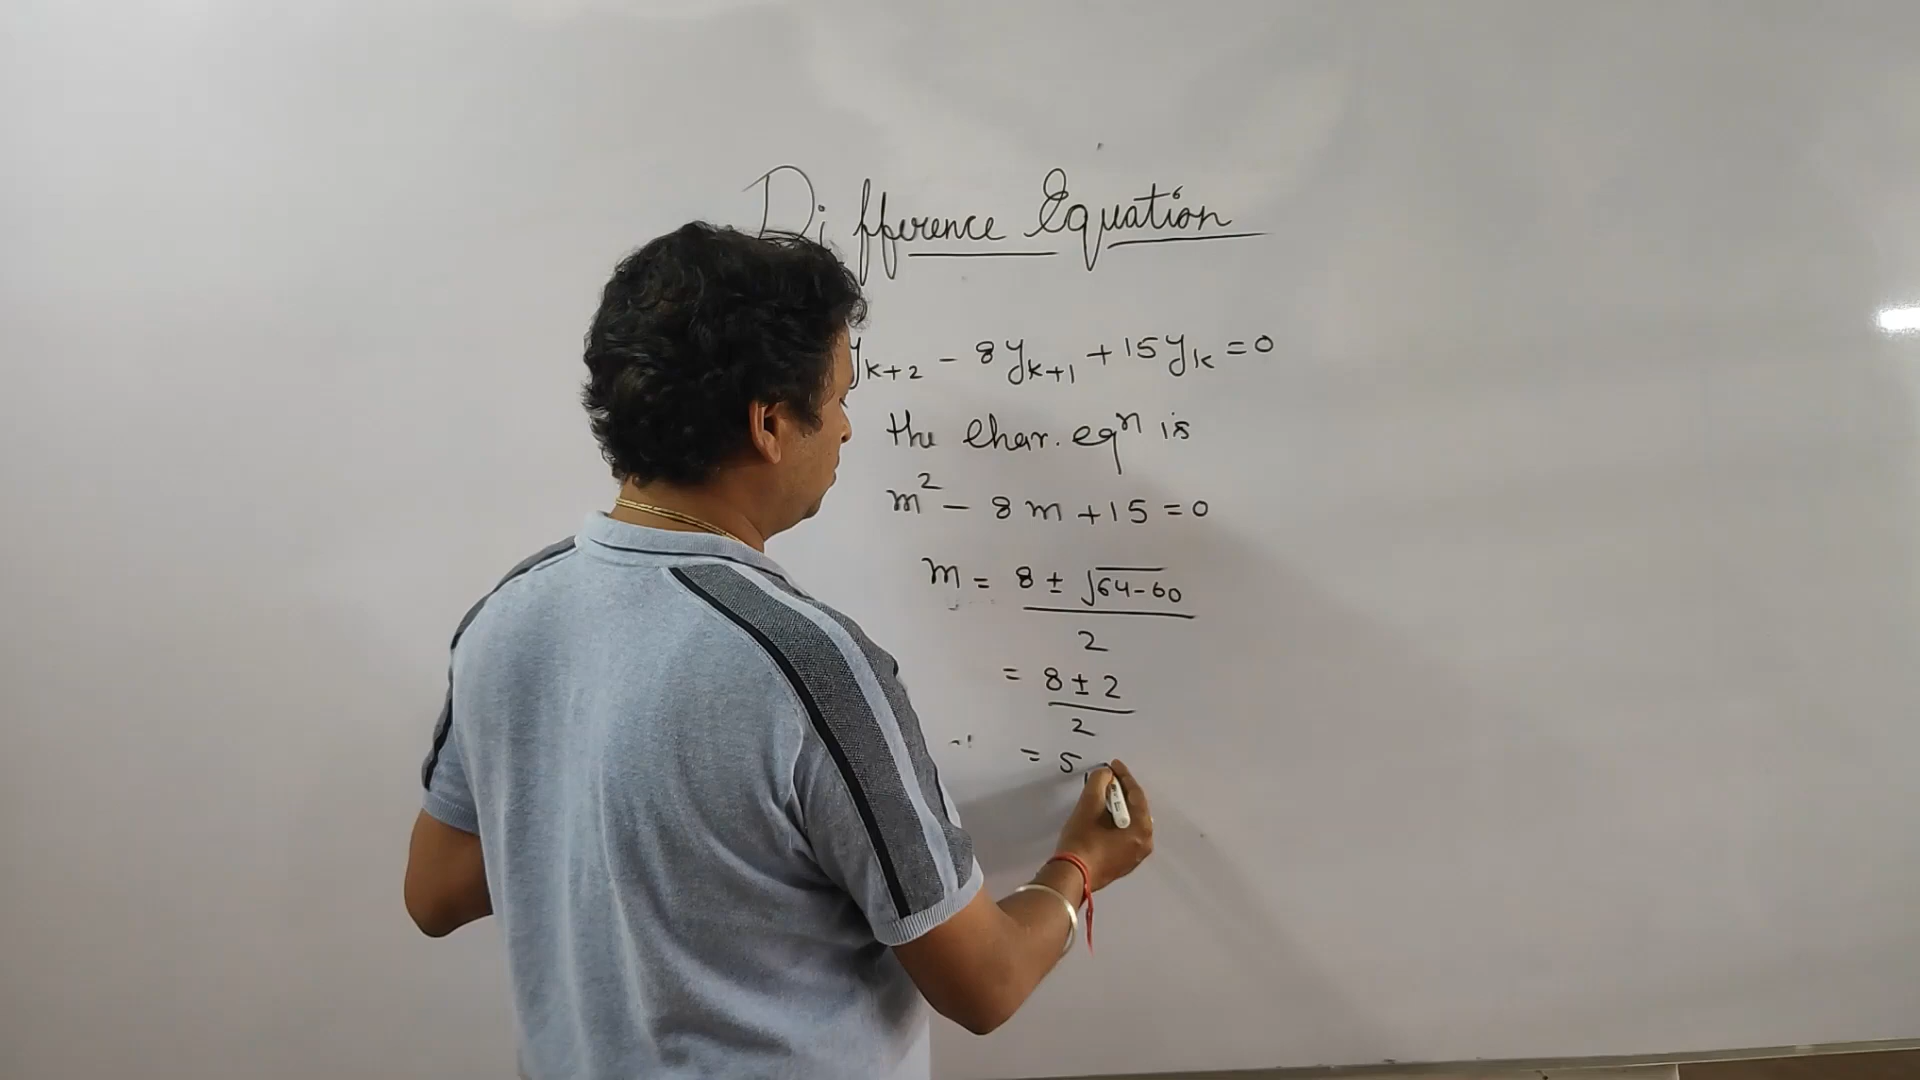 Difference Equation
yₖ₊₂ - 8yₖ₊₁ + 15yₖ = 0
the Char. eqⁿ is
m² - 8m + 15 = 0
m = 8 ± √64-60
2
= 8 ± 2
2
= 5,